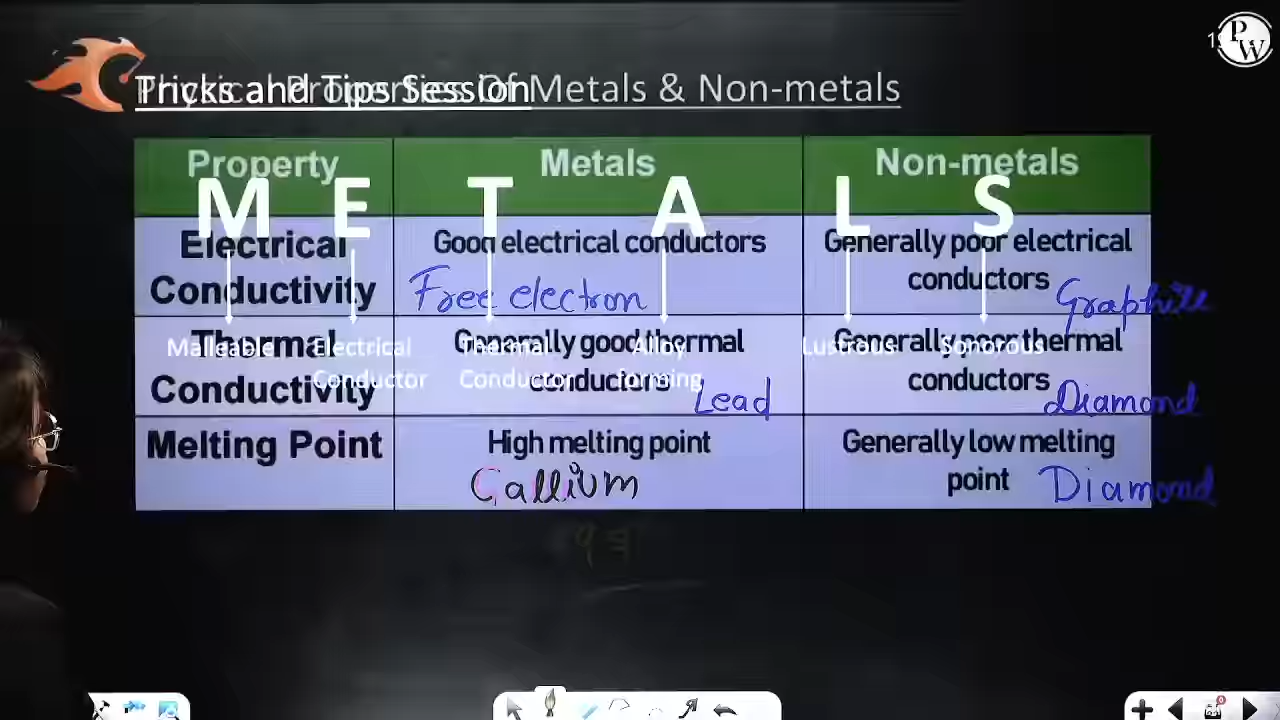 Physical Properties Of Metals & Non-metals
Tricks and Tips Session
PW
Property Metals Non-metals
M E T A L S
Electrical Conductivity
Good electrical conductors
Free electron
Generally poor electrical conductors
Graphite
Thermal Conductivity
Generally good thermal conductors
Lead
Generally poor thermal conductors
Diamond
Malleable
Electrical Conductor
Thermal Conductor
Alloy forming
Lustrous
Sonorous
Melting Point
High melting point
Gallium
Generally low melting point
Diamond